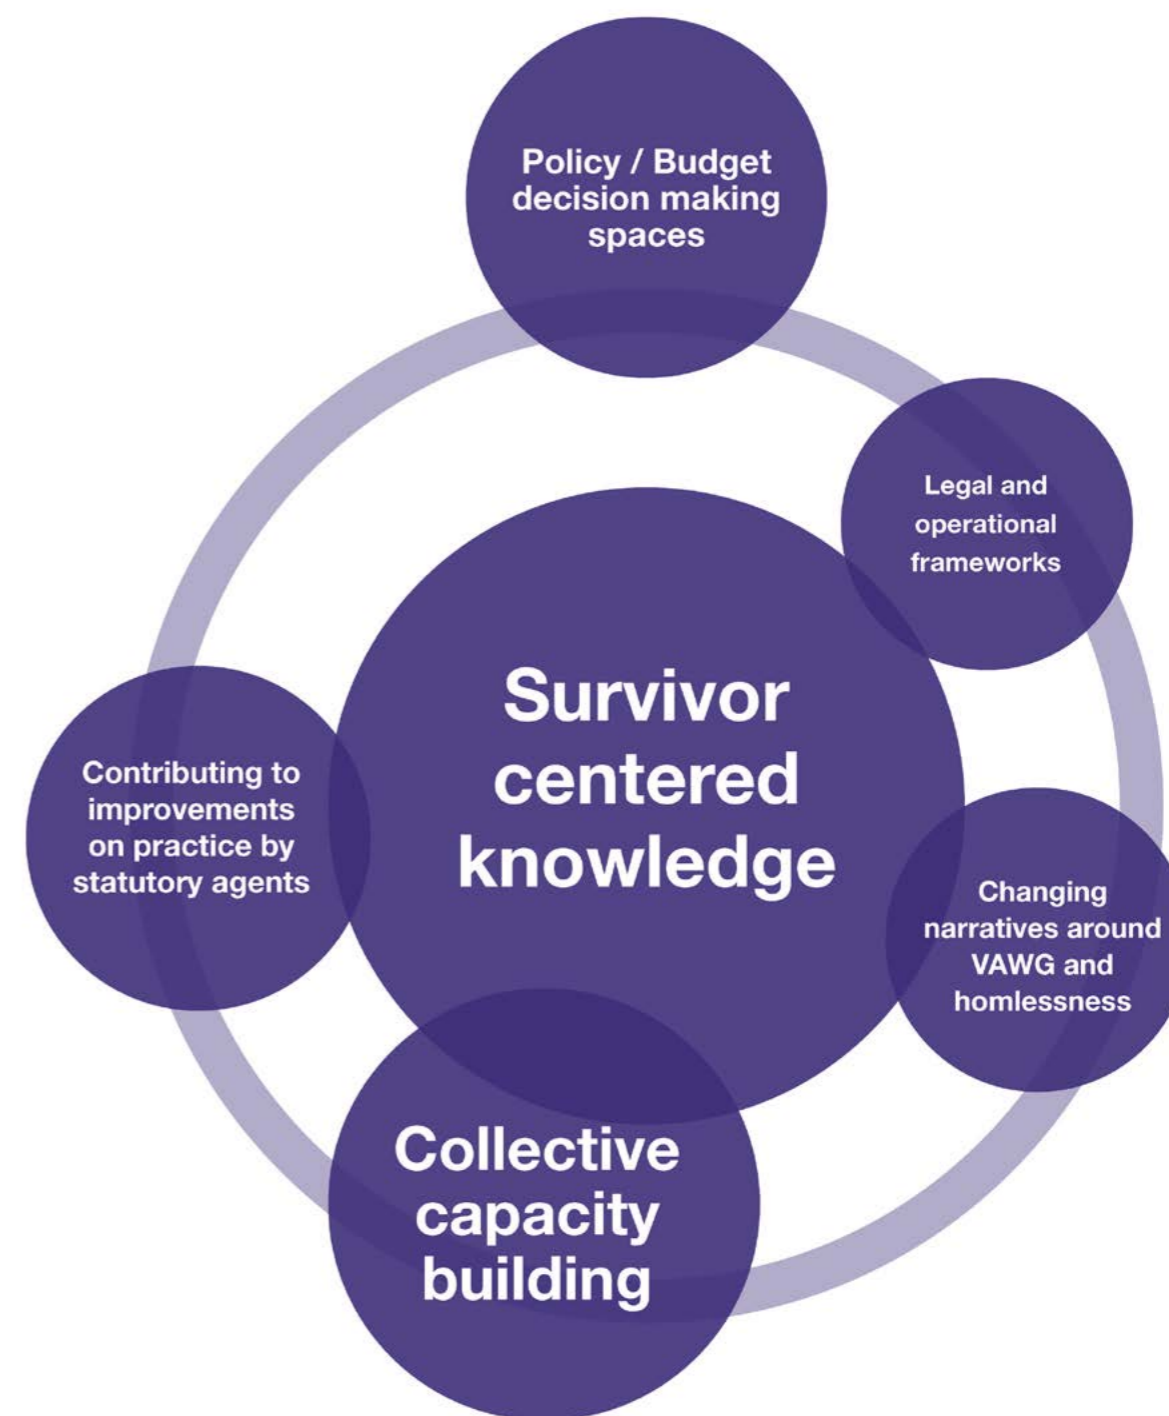 Policy / Budget
decision making
spaces
Legal and
operational
frameworks
Survivor
centered
knowledge
Contributing to
improvements
on practice by
statutory agents
Changing
narratives around
VAWG and
homlessness
Collective
capacity
building